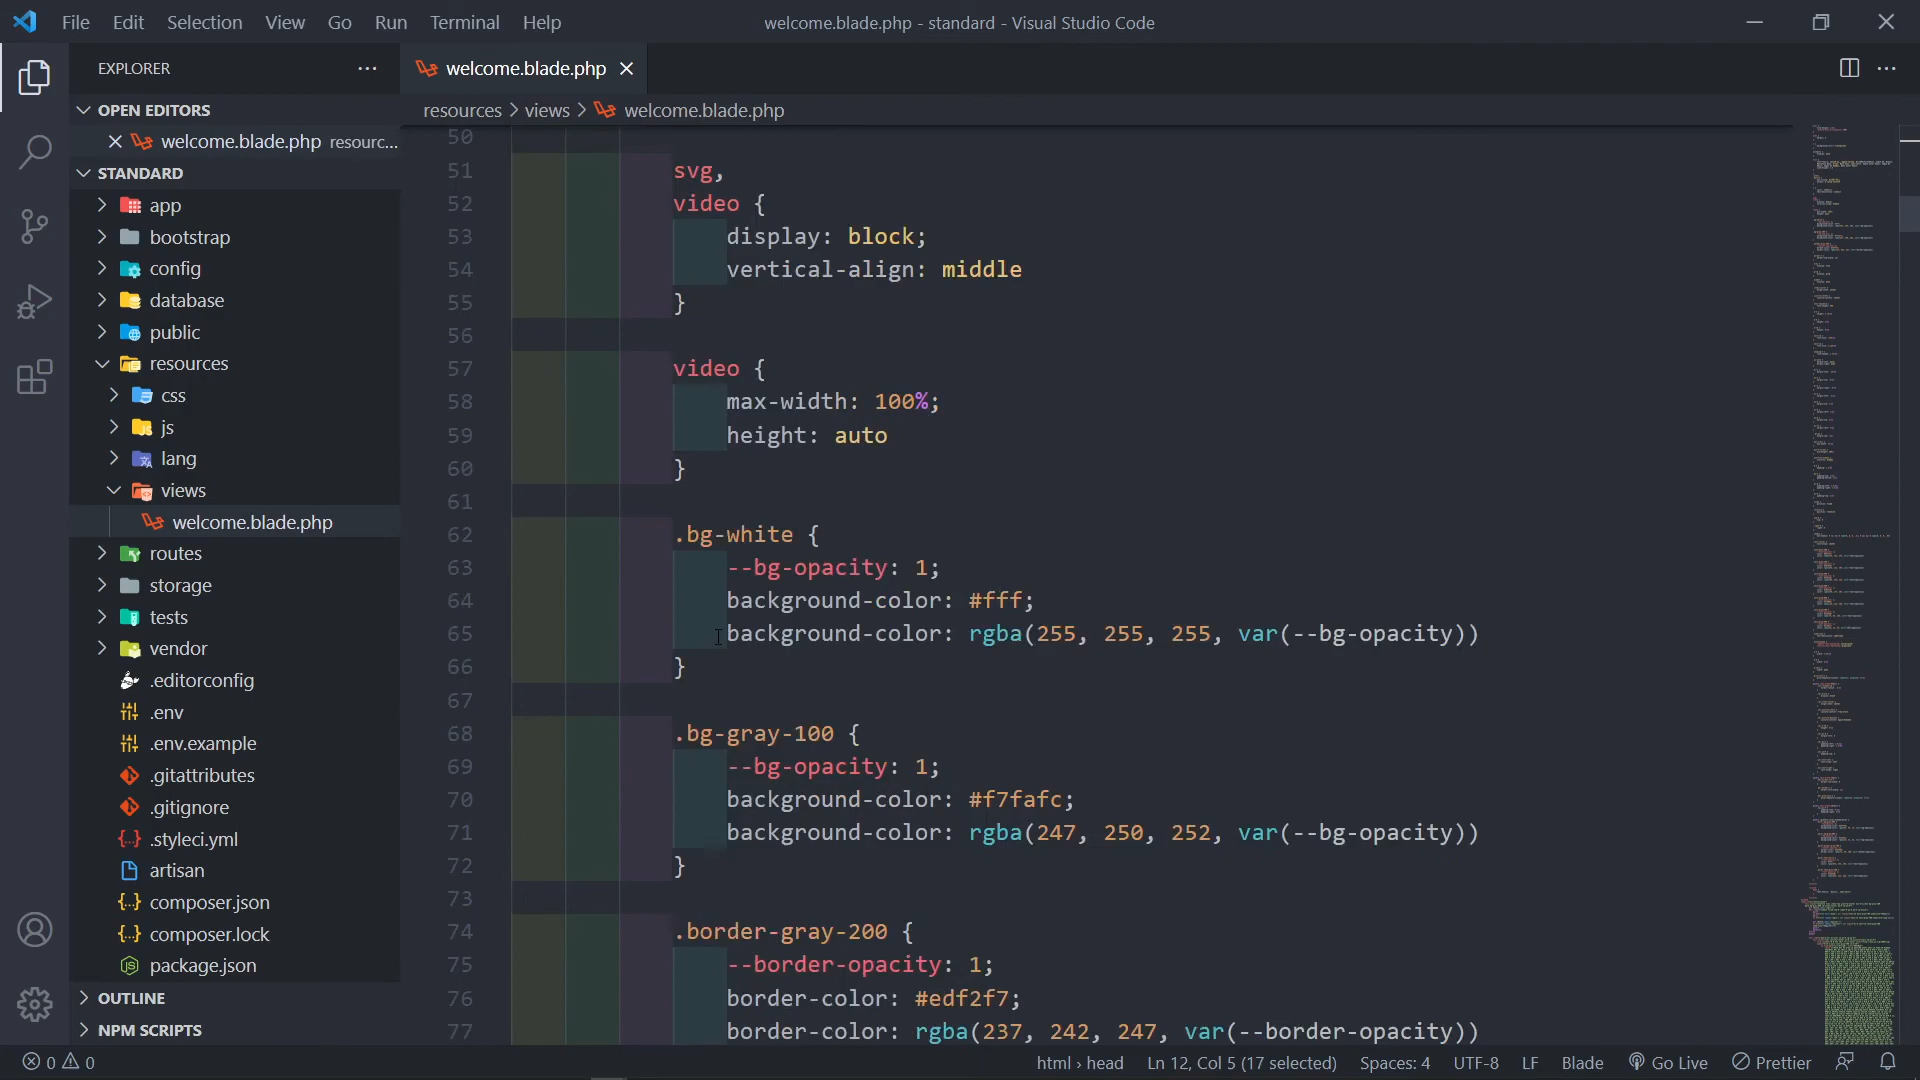 File Edit Selection View Go Run Terminal Help
welcome.blade.php - standard - Visual Studio Code
EXPLORER
OPEN EDITORS
welcome.blade.php resourc...
STANDARD
app
bootstrap
config
database
public
resources
css
js
lang
views
welcome.blade.php
routes
storage
tests
vendor
.editorconfig
.env
.env.example
.gitattributes
.gitignore
.styleci.yml
artisan
composer.json
composer.lock
package.json
OUTLINE
NPM SCRIPTS
welcome.blade.php
resources > views > welcome.blade.php
50
51 svg,
52 video {
53 display: block;
54 vertical-align: middle
55 }
56
57 video {
58 max-width: 100%;
59 height: auto
60 }
61
62 .bg-white {
63 --bg-opacity: 1;
64 background-color: #fff;
65 background-color: rgba(255, 255, 255, var(--bg-opacity))
66 }
67
68 .bg-gray-100 {
69 --bg-opacity: 1;
70 background-color: #f7fafc;
71 background-color: rgba(247, 250, 252, var(--bg-opacity))
72 }
73
74 .border-gray-200 {
75 --border-opacity: 1;
76 border-color: #edf2f7;
77 border-color: rgba(237, 242, 247, var(--border-opacity))
0 0
html > head Ln 12, Col 5 (17 selected) Spaces: 4 UTF-8 LF Blade Go Live Prettier